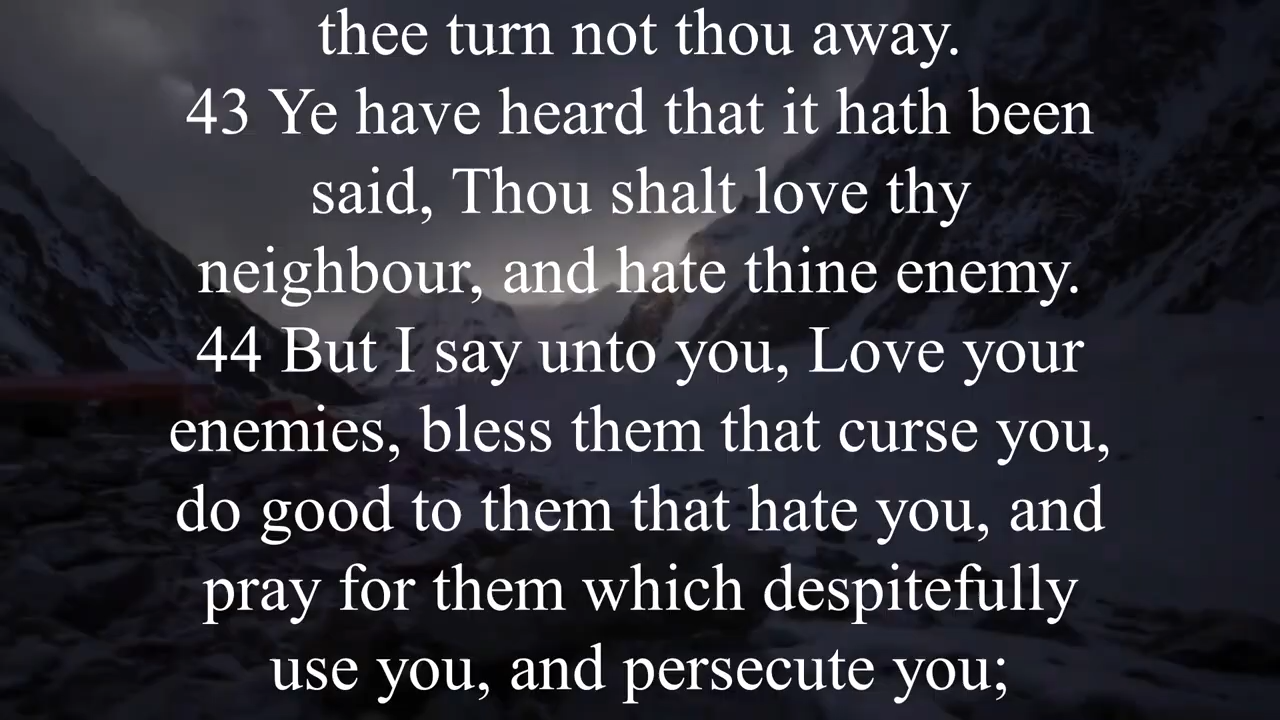 thee turn not thou away.
43 Ye have heard that it hath been
said, Thou shalt love thy
neighbour, and hate thine enemy.
44 But I say unto you, Love your
enemies, bless them that curse you,
do good to them that hate you, and
pray for them which despitefully
use you, and persecute you;